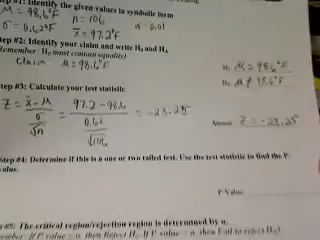 Step #1: Identify the given values in symbolic form
μ = 98.6°F n = 106 α = 0.01
σ = 0.62°F x̄ = 97.2°F
Step #2: Identify your claim and write H₀ and
Remember: H₀ must contain equality)
Claim μ = 98.6°F H₀ μ = 98.6°F
H₁ μ ≠ 98.6°F
Step #3: Calculate your test statistic
Z = x̄ - μ / σ / √n = 97.2 - 98.6 / 0.62 / √106 = -23.25
Answer: Z = -23.25
Step #4: Determine if this is a one or two tailed test. Use the test statistic to find the P-
value.
P-Value
#5: The critical region/rejection region is determined by α.
If P value < α, then Reject H₀. If P value > α, then Fail to reject H₀)